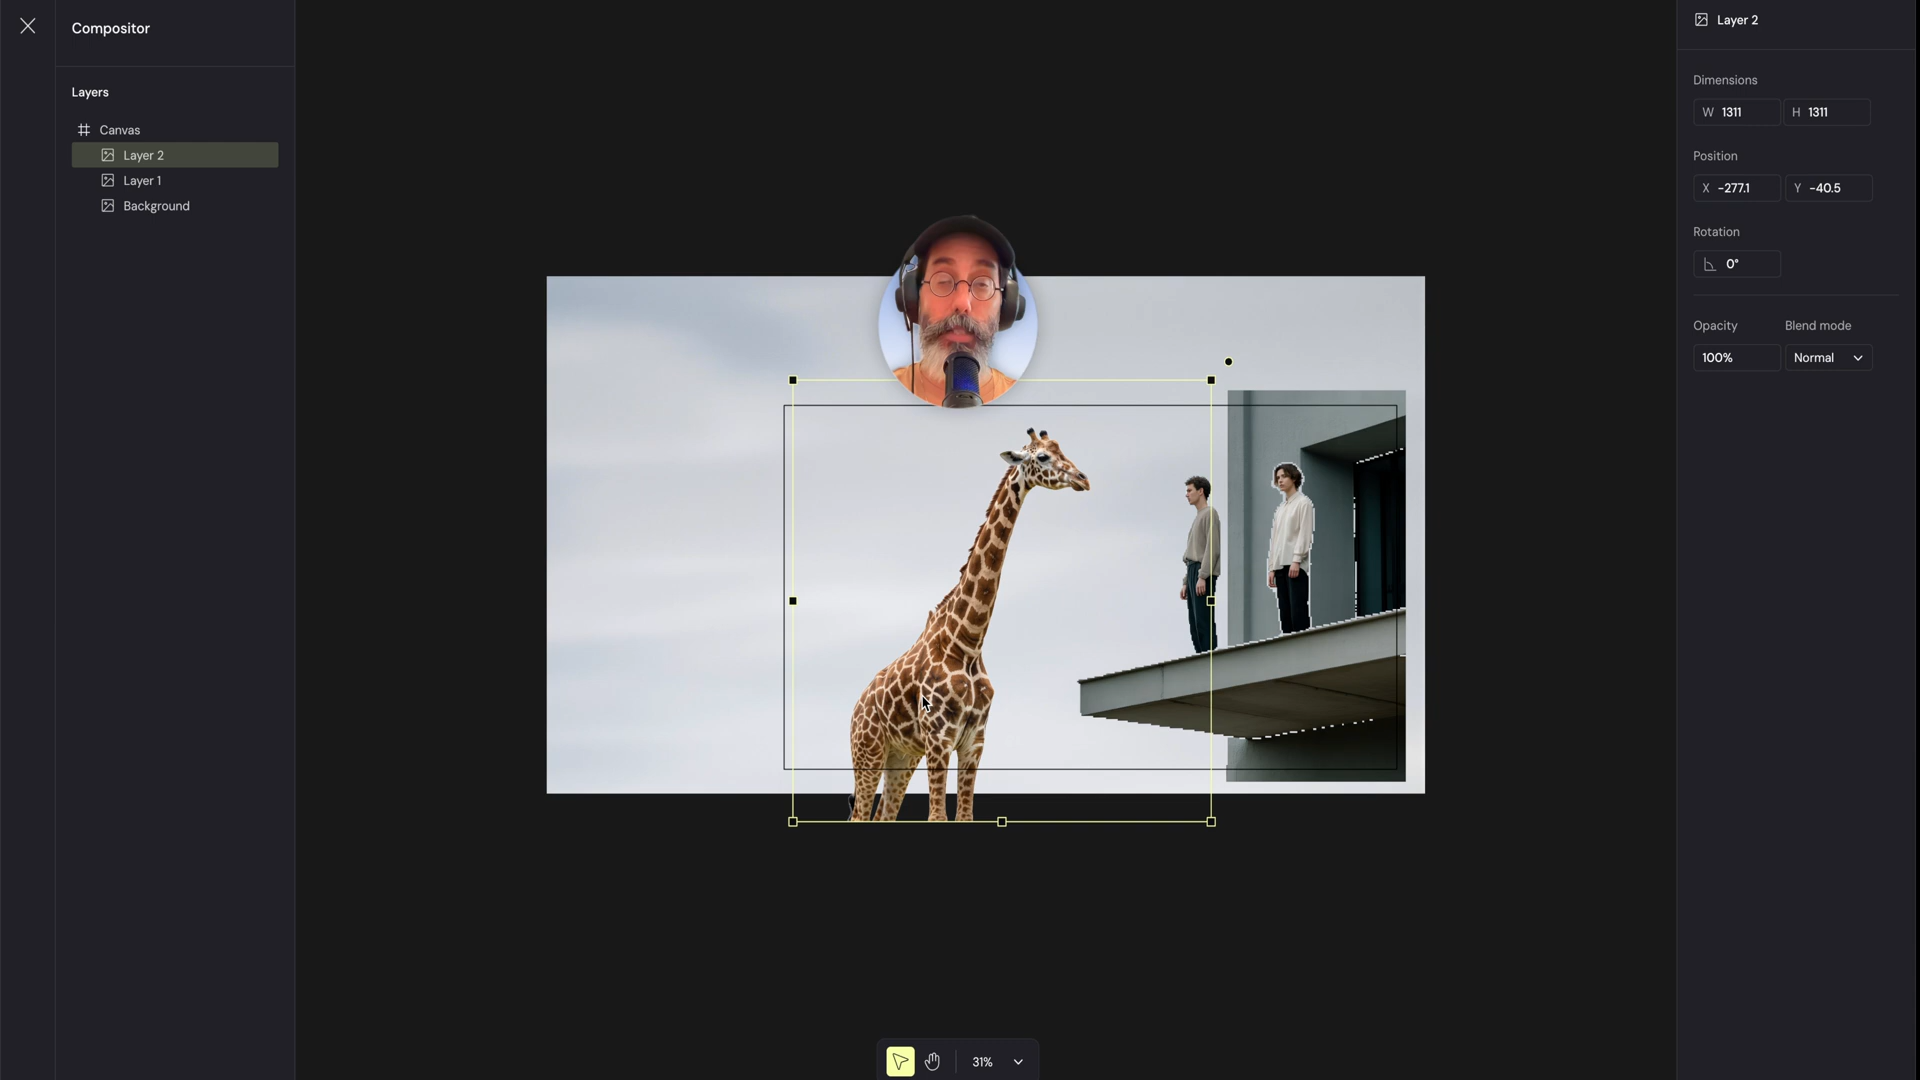 Compositor
Layers
Canvas
Layer 2
Layer 1
Background
31%
Layer 2
Dimensions
W 1311 H 1311
Position
X -277.1 Y -40.5
Rotation
0°
Opacity Blend mode
100% Normal